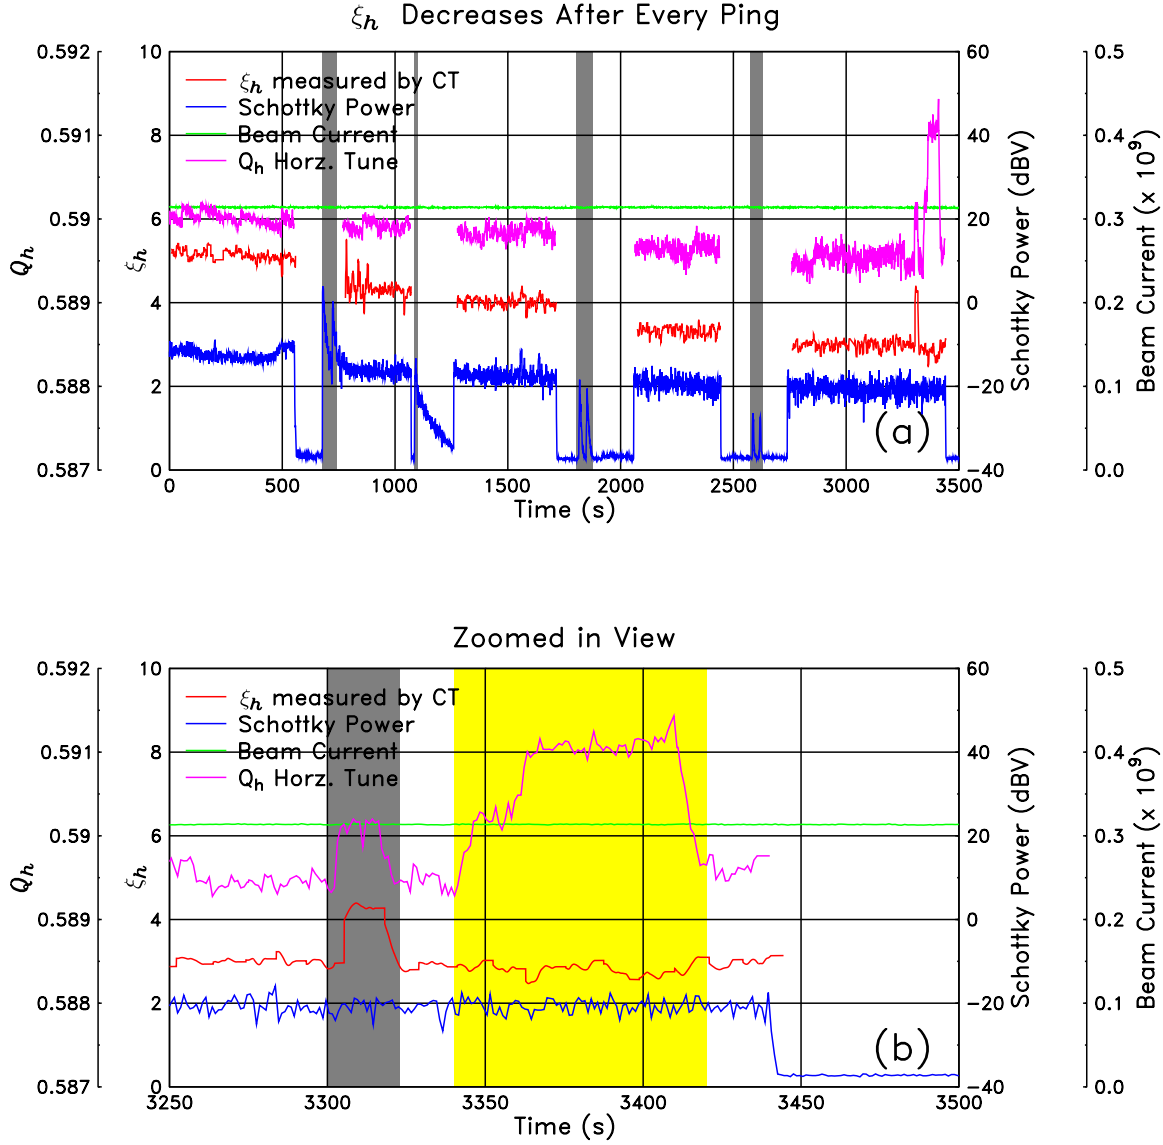 ξh Decreases After Every Ping
0.592 10 60 0.5
ξh measured by CT
Schottky Power
0.591 8 40 0.4
Beam Current
Qh Horz. Tune
0.59 6 20 0.3
Qh ξh Schottky Power (dBV) Beam Current (x 10⁹)
0.589 4 0 0.2
0.588 2 −20 0.1
(a)
0.587 0 −40 0.0
0 500 1000 1500 2000 2500 3000 3500
Time (s)
Zoomed in View
0.592 10 60 0.5
ξh measured by CT
Schottky Power
0.591 8 40 0.4
Beam Current
Qh Horz. Tune
0.59 6 20 0.3
Qh ξh Schottky Power (dBV) Beam Current (x 10⁹)
0.589 4 0 0.2
0.588 2 −20 0.1
(b)
0.587 0 −40 0.0
3250 3300 3350 3400 3450 3500
Time (s)